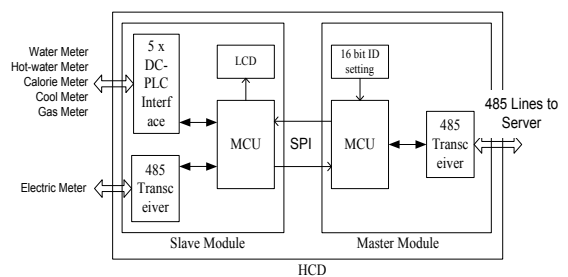 Water Meter
Hot-water Meter
Calorie Meter
Cool Meter
Gas Meter
5 x
DC-
PLC
Interf
ace
LCD
16 bit ID
setting
MCU
SPI
MCU
485
Transc
eiver
485 Lines to
Server
Electric Meter
485
Transc
eiver
Slave Module
Master Module
HCD